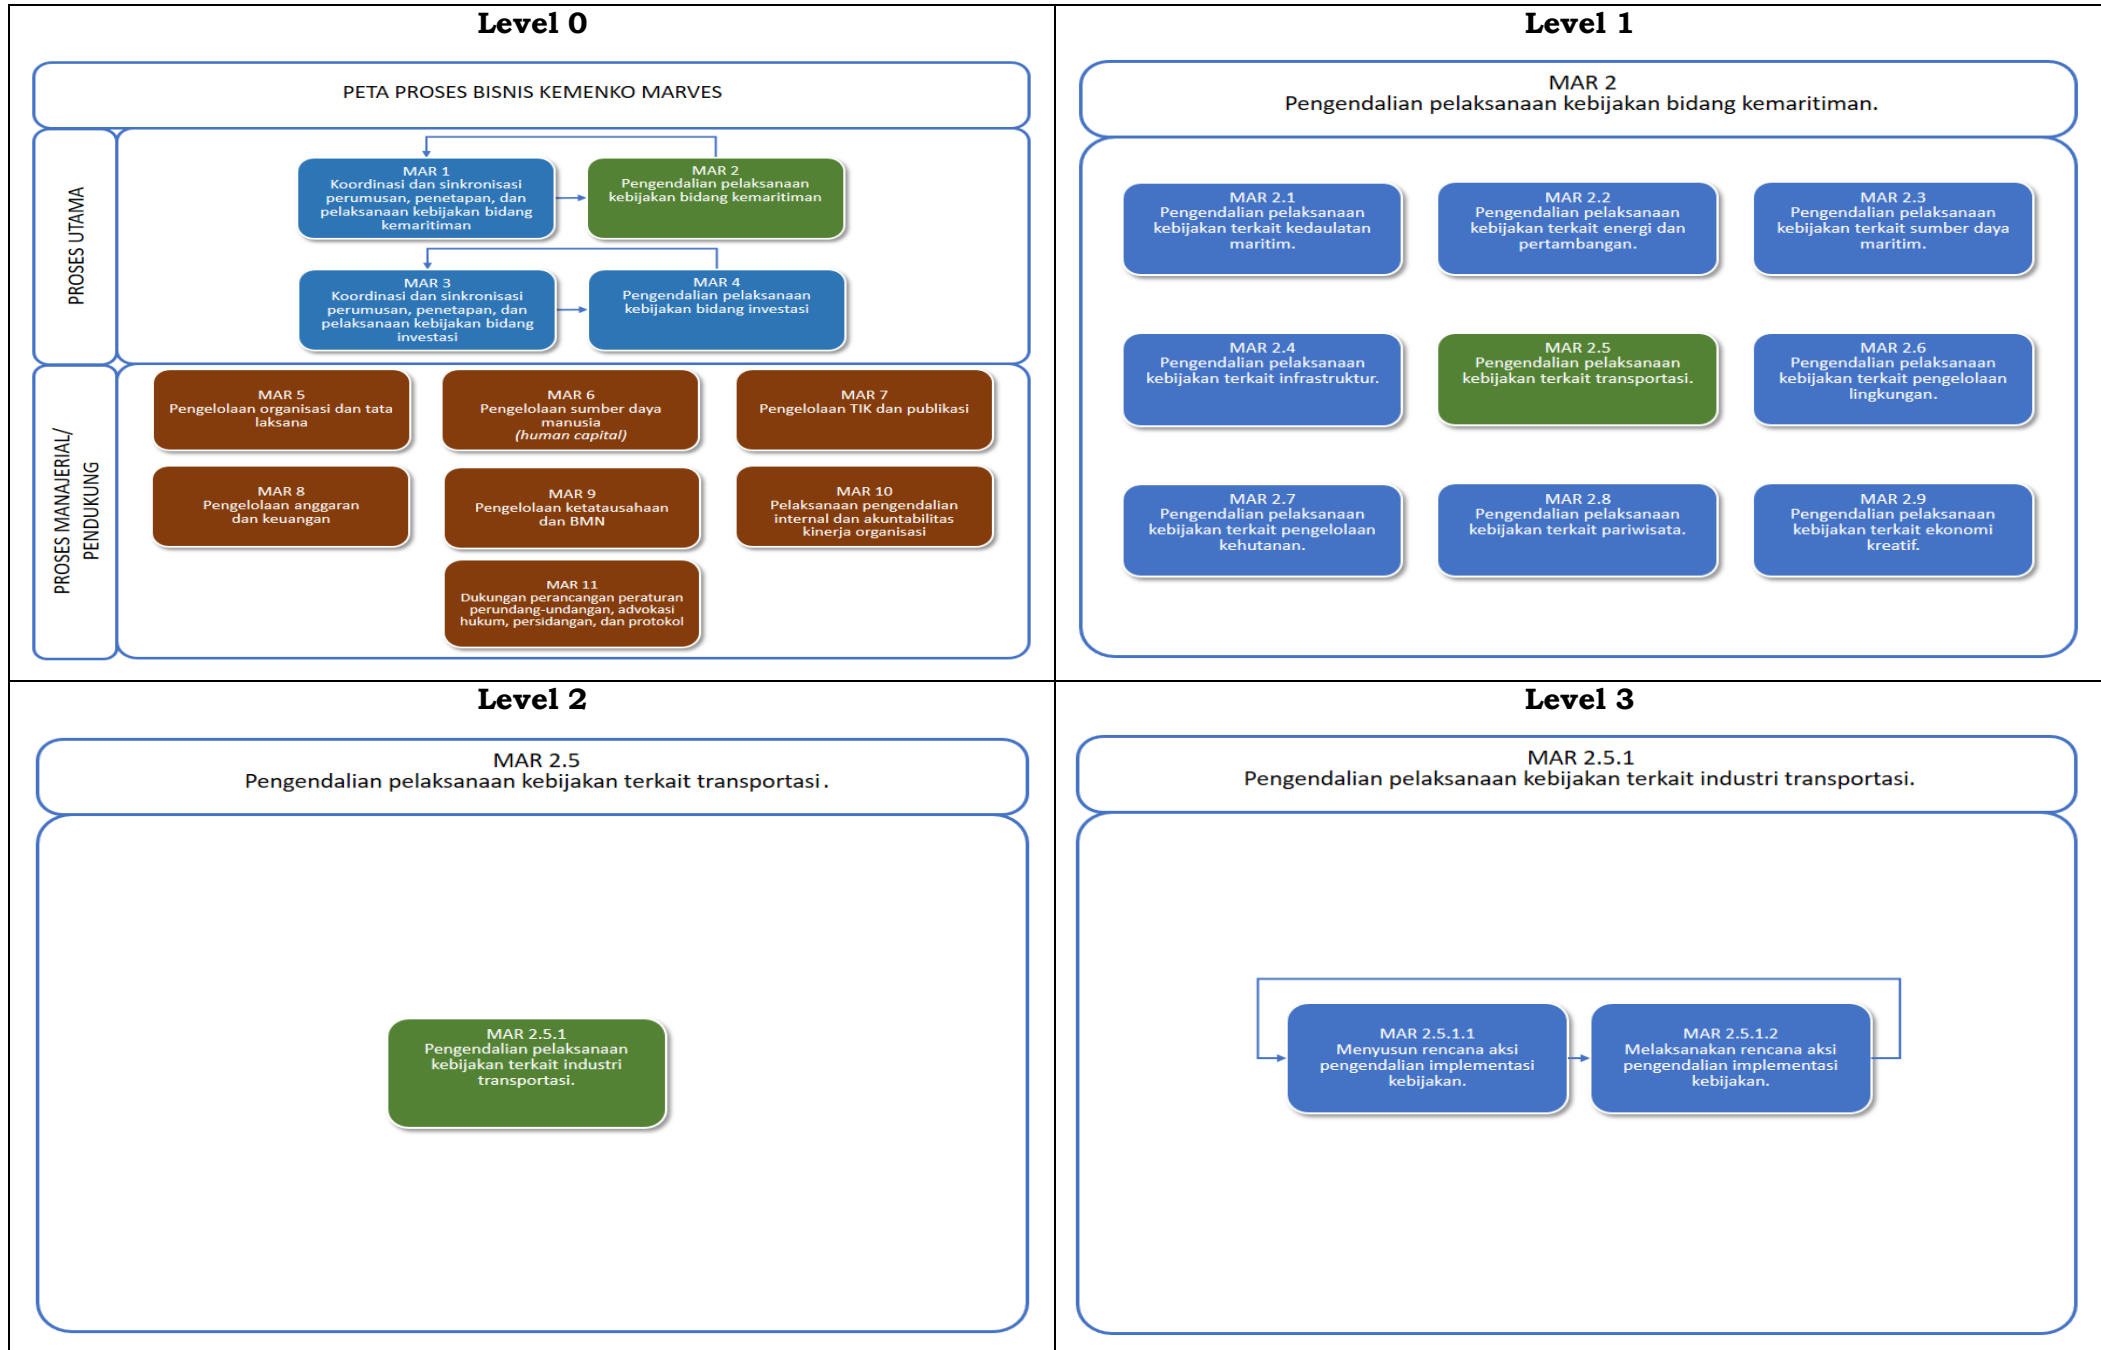 Level 0
PETA PROSES BISNIS KEMENKO MARVES
PROSES UTAMA
MAR 1
Koordinasi dan sinkronisasi
perumusan, penetapan, dan
pelaksanaan kebijakan bidang
kemaritiman
MAR 2
Pengendalian pelaksanaan
kebijakan bidang kemaritiman
MAR 3
Koordinasi dan sinkronisasi
perumusan, penetapan, dan
pelaksanaan kebijakan bidang
investasi
MAR 4
Pengendalian pelaksanaan
kebijakan bidang investasi
PROSES MANAJERIAL/
PENDUKUNG
MAR 5
Pengelolaan organisasi dan tata
laksana
MAR 6
Pengelolaan sumber daya
manusia
(human capital)
MAR 7
Pengelolaan TIK dan publikasi
MAR 8
Pengelolaan anggaran
dan keuangan
MAR 9
Pengelolaan ketatausahaan
dan BMN
MAR 10
Pelaksanaan pengendalian
internal dan akuntabilitas
kinerja organisasi
MAR 11
Dukungan perancangan peraturan
perundang-undangan, advokasi
hukum, persidangan, dan protokol
Level 1
MAR 2
Pengendalian pelaksanaan kebijakan bidang kemaritiman.
MAR 2.1
Pengendalian pelaksanaan
kebijakan terkait kedaulatan
maritim.
MAR 2.2
Pengendalian pelaksanaan
kebijakan terkait energi dan
pertambangan.
MAR 2.3
Pengendalian pelaksanaan
kebijakan terkait sumber daya
maritim.
MAR 2.4
Pengendalian pelaksanaan
kebijakan terkait infrastruktur.
MAR 2.5
Pengendalian pelaksanaan
kebijakan terkait transportasi.
MAR 2.6
Pengendalian pelaksanaan
kebijakan terkait pengelolaan
lingkungan.
MAR 2.7
Pengendalian pelaksanaan
kebijakan terkait pengelolaan
kehutanan.
MAR 2.8
Pengendalian pelaksanaan
kebijakan terkait pariwisata.
MAR 2.9
Pengendalian pelaksanaan
kebijakan terkait ekonomi
kreatif.
Level 2
MAR 2.5
Pengendalian pelaksanaan kebijakan terkait transportasi.
MAR 2.5.1
Pengendalian pelaksanaan
kebijakan terkait industri
transportasi.
Level 3
MAR 2.5.1
Pengendalian pelaksanaan kebijakan terkait industri transportasi.
MAR 2.5.1.1
Menyusun rencana aksi
pengendalian implementasi
kebijakan.
MAR 2.5.1.2
Melaksanakan rencana aksi
pengendalian implementasi
kebijakan.